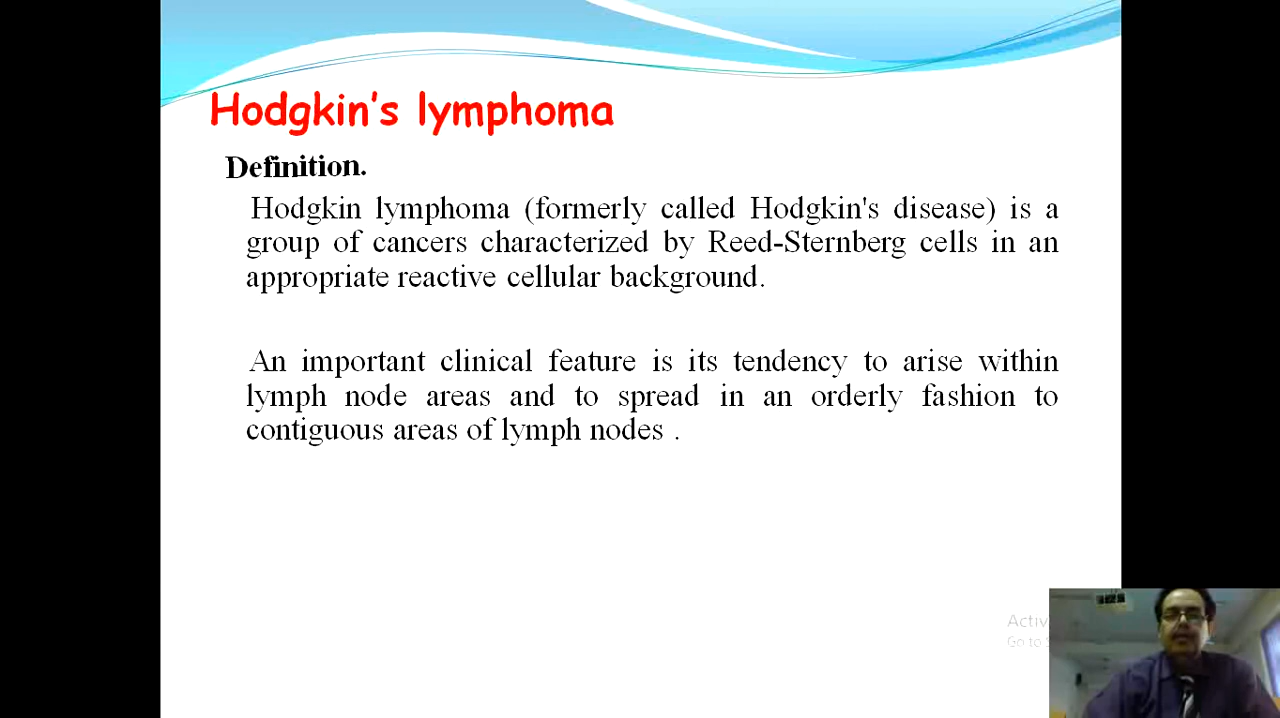 Hodgkin's lymphoma
Definition.
Hodgkin lymphoma (formerly called Hodgkin's disease) is a
group of cancers characterized by Reed-Sternberg cells in an
appropriate reactive cellular background.
An important clinical feature is its tendency to arise within
lymph node areas and to spread in an orderly fashion to
contiguous areas of lymph nodes .
Activ
Go to S